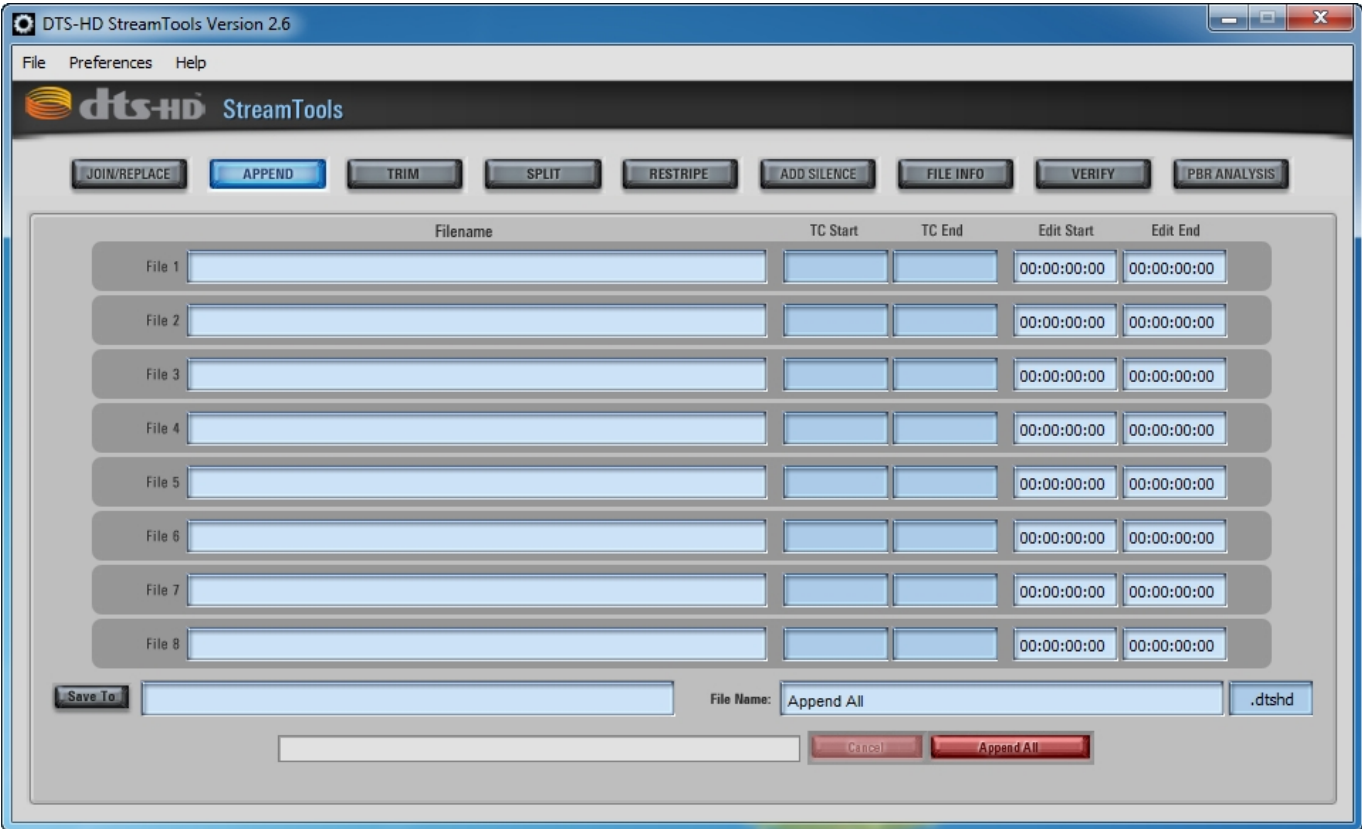 DTS-HD StreamTools Version 2.6
File Preferences Help
dts-HD StreamTools
JOIN/REPLACE APPEND TRIM SPLIT RESTRIPE ADD SILENCE FILE INFO VERIFY PBR ANALYSIS
Filename TC Start TC End Edit Start Edit End
File 1 00:00:00:00 00:00:00:00
File 2 00:00:00:00 00:00:00:00
File 3 00:00:00:00 00:00:00:00
File 4 00:00:00:00 00:00:00:00
File 5 00:00:00:00 00:00:00:00
File 6 00:00:00:00 00:00:00:00
File 7 00:00:00:00 00:00:00:00
File 8 00:00:00:00 00:00:00:00
Save To File Name: Append All .dtshd
Cancel Append All